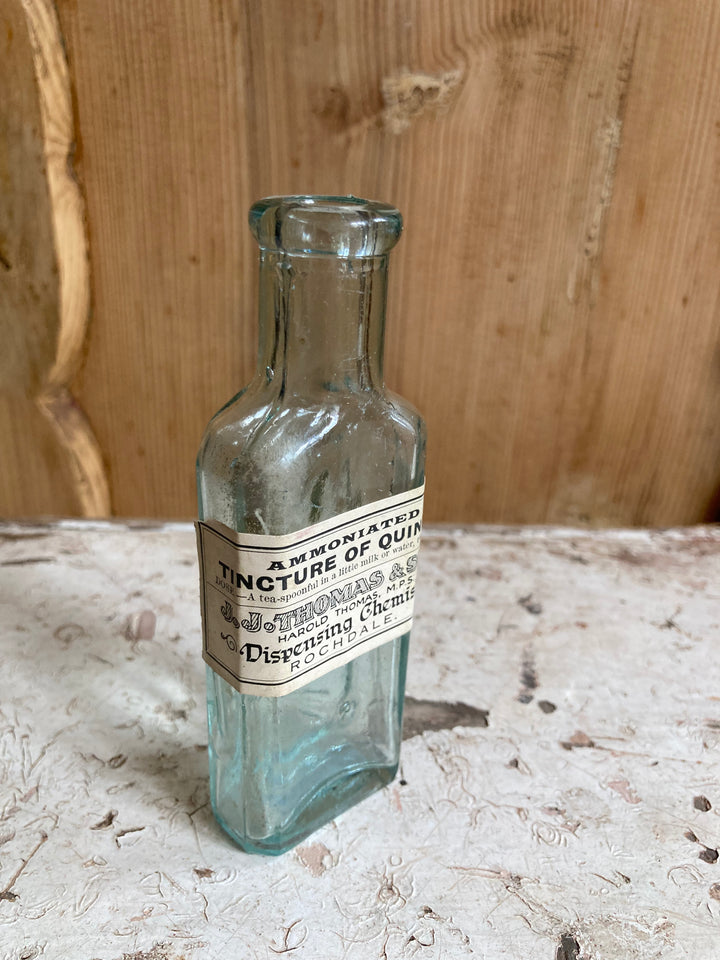 AMMONIATED
TINCTURE OF QUIN
DOSE.—A tea-spoonful in a little milk or water,
J. J. THOMAS & S
HAROLD THOMAS, M.P.S.
Dispensing Chemis
ROCHDALE.